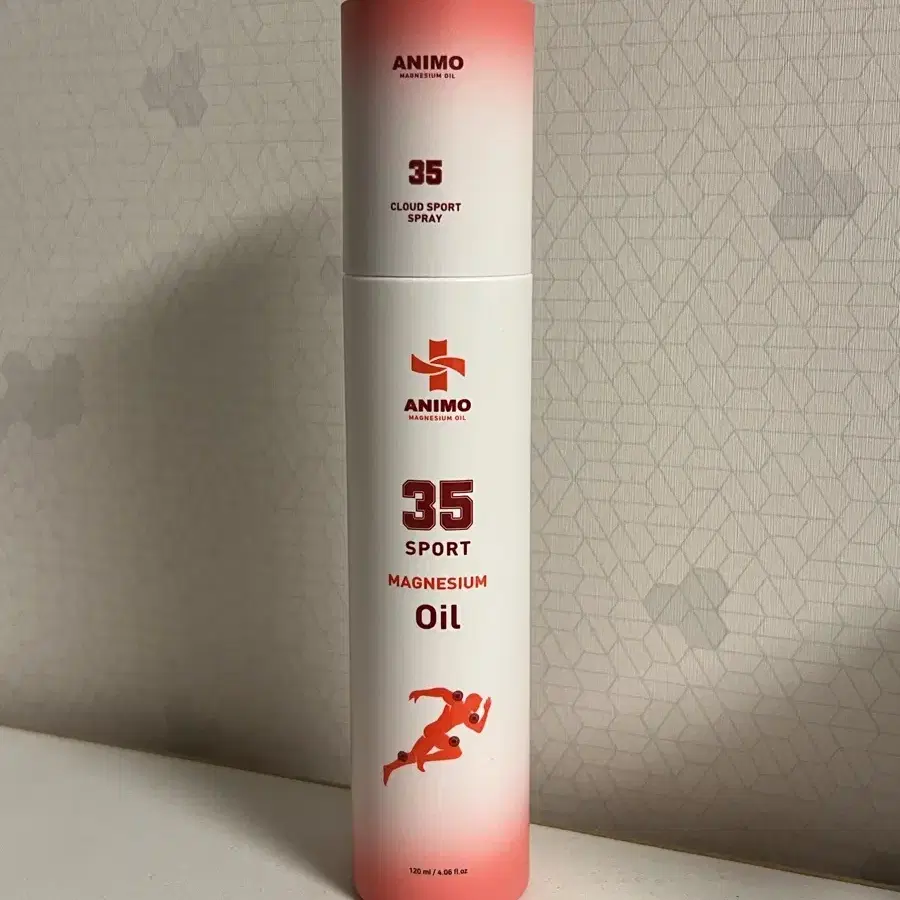 ANIMO
MAGNESIUM OIL
35
CLOUD SPORT
SPRAY
ANIMO
MAGNESIUM OIL
35
SPORT
MAGNESIUM
Oil
120 ml / 4.06 fl.oz